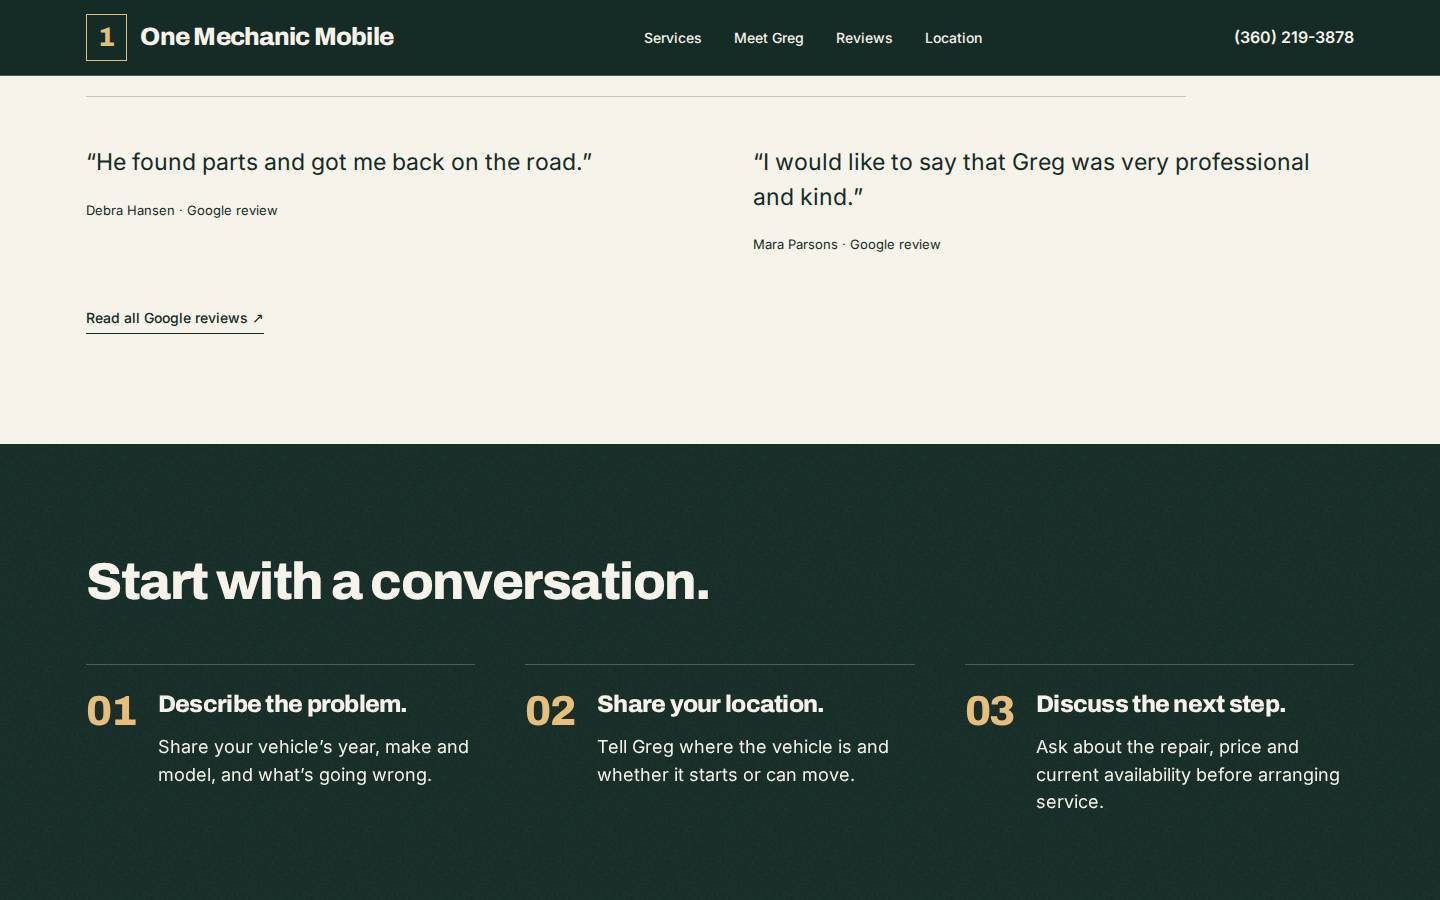 1 One Mechanic Mobile
Services Meet Greg Reviews Location
(360) 219-3878
“He found parts and got me back on the road.”
Debra Hansen · Google review
“I would like to say that Greg was very professional
and kind.”
Mara Parsons · Google review
Read all Google reviews ↗
Start with a conversation.
01 Describe the problem.
Share your vehicle’s year, make and
model, and what’s going wrong.
02 Share your location.
Tell Greg where the vehicle is and
whether it starts or can move.
03 Discuss the next step.
Ask about the repair, price and
current availability before arranging
service.